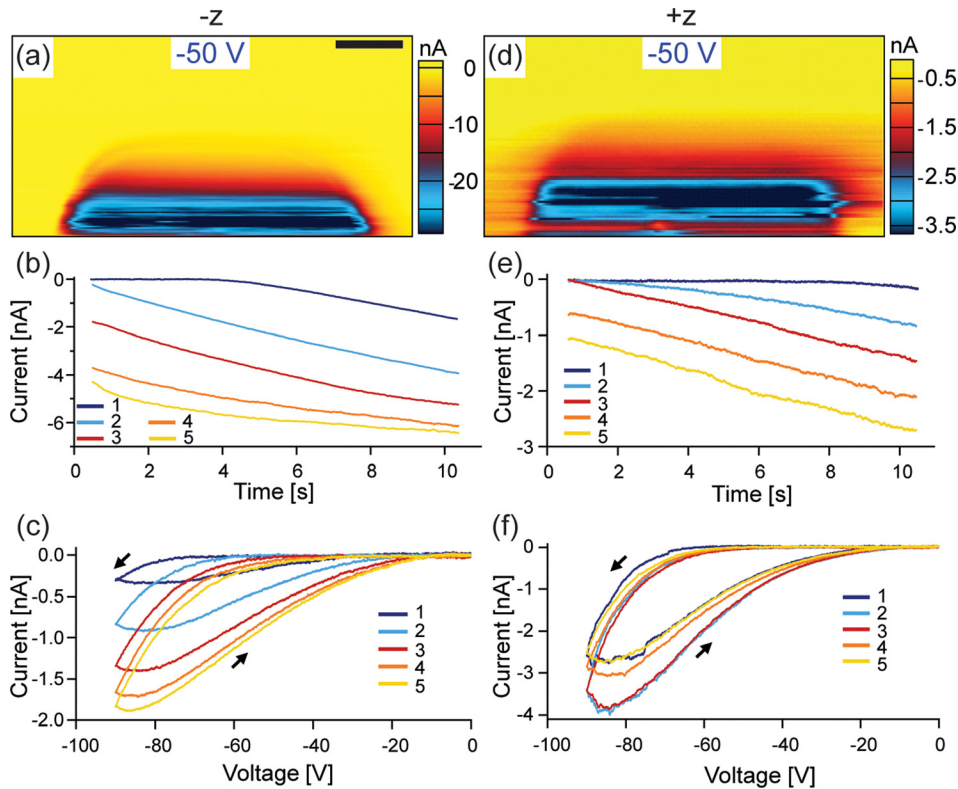 -z
+z
(a)
-50 V
nA
0
-10
-20
(d)
-50 V
nA
-0.5
-1.5
-2.5
-3.5
(b)
0
-2
-4
-6
Current [nA]
1
2
3
4
5
0 2 4 6 8 10
Time [s]
(e)
0
-1
-2
-3
Current [nA]
1
2
3
4
5
2 4 6 8 10
Time [s]
(c)
0.0
-0.5
-1.0
-1.5
-2.0
Current [nA]
1
2
3
4
5
-100 -80 -60 -40 -20 0
Voltage [V]
(f)
0
-1
-2
-3
-4
Current [nA]
1
2
3
4
5
-100 -80 -60 -40 -20 0
Voltage [V]